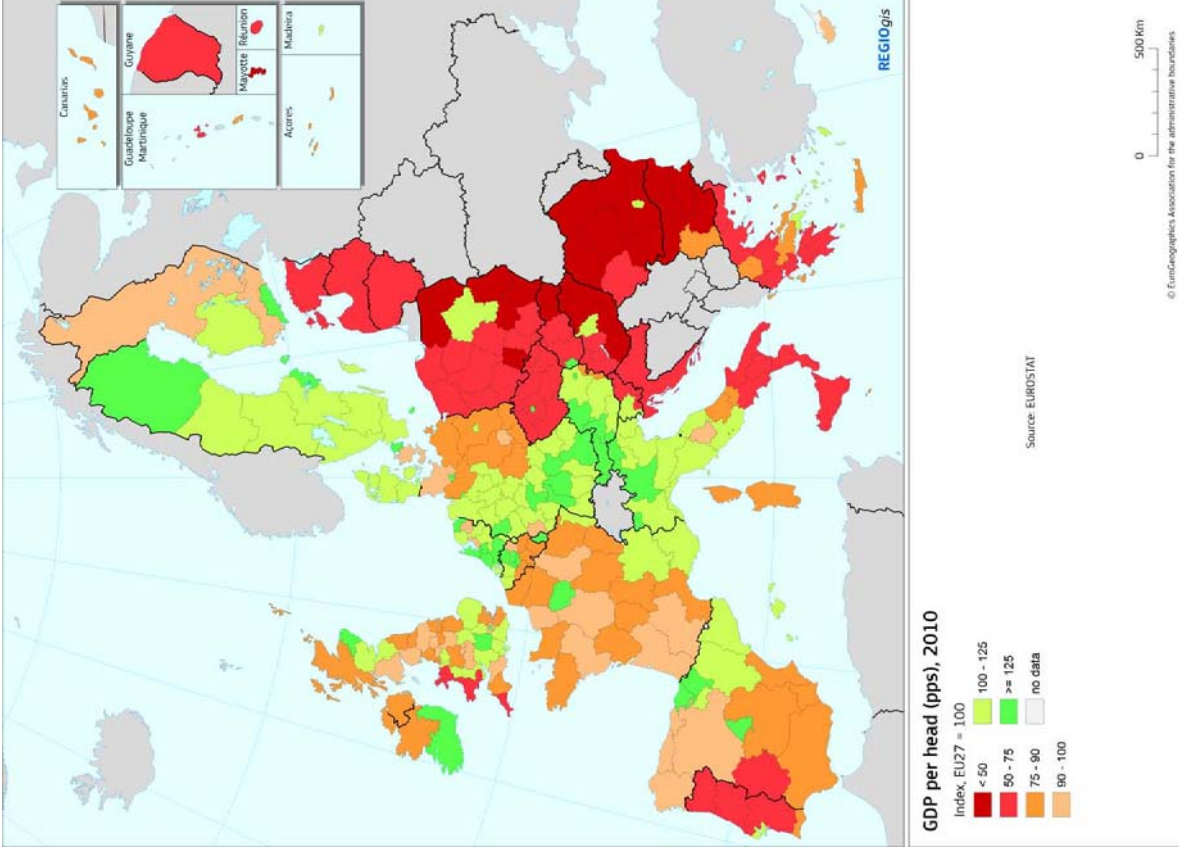 Canarias
Guadeloupe
Martinique
Guyane
Mayotte
Réunion
Açores
Madeira
REGIOgis
GDP per head (pps), 2010
Index, EU27 = 100
< 50
50 - 75
75 - 90
90 - 100
100 - 125
>= 125
no data
Source: EUROSTAT
0
500 Km
© EuroGeographics Association for the administrative boundaries